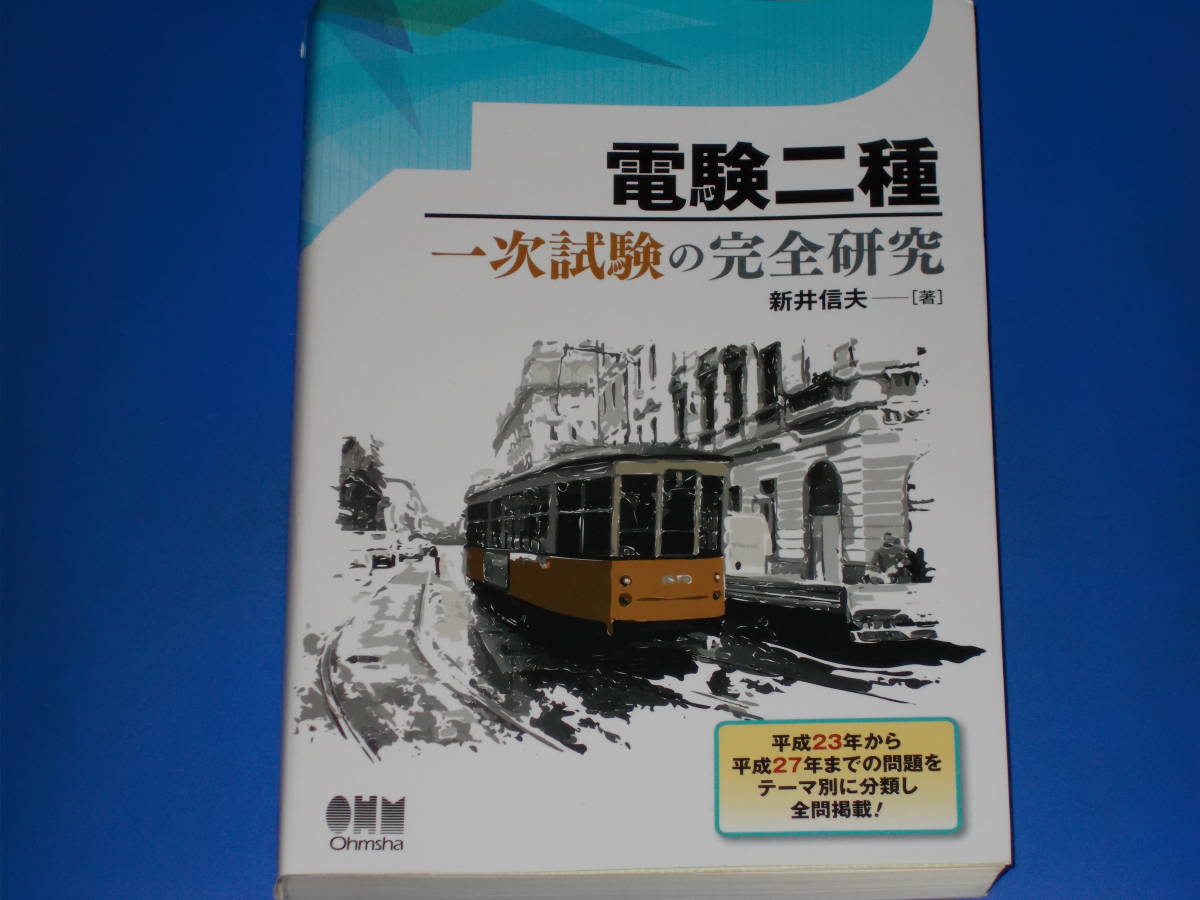 電験二種
一次試験の完全研究
新井信夫──[著]
平成23年から
平成27年までの問題を
テーマ別に分類し
全問掲載!
OHM
Ohmsha